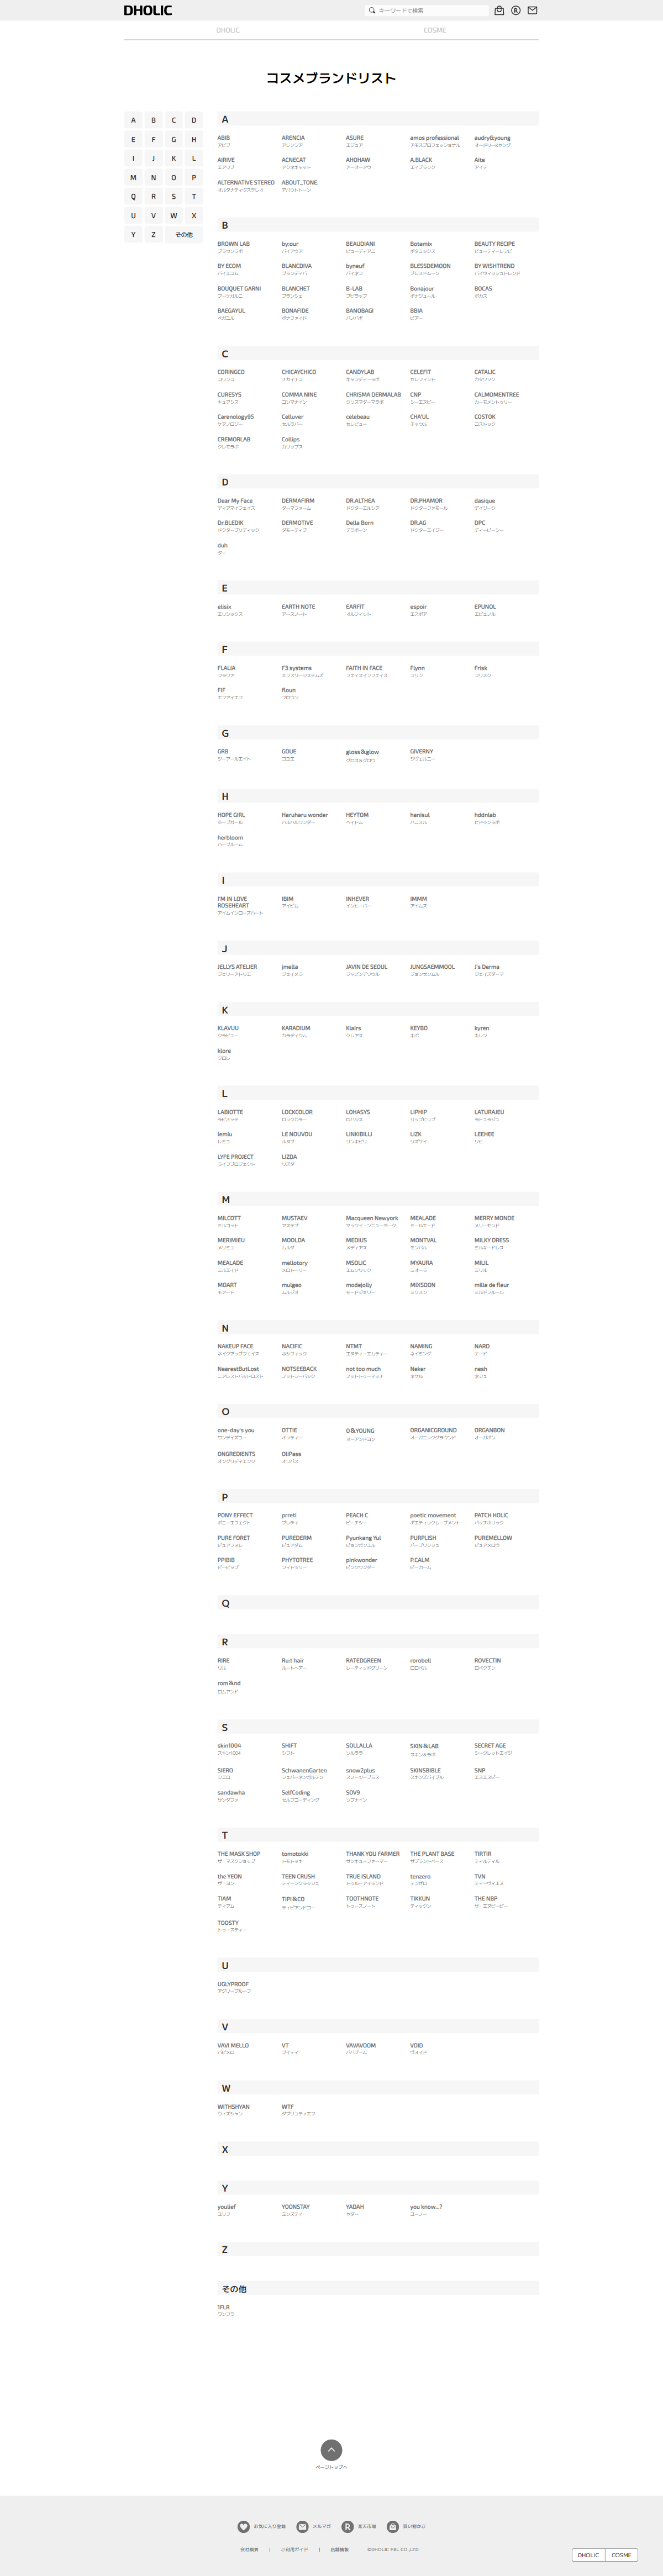 DHOLIC
キーワードで検索
DHOLIC COSME
コスメブランドリスト
A B C D
E F G H
I J K L
M N O P
Q R S T
U V W X
Y Z その他
A
ABIB ARENCIA ASURE amos professional audry&young
アビブ アレンシア エジュア アモスプロフェッショナル オードリー&ヤング
AIRIVE ACNECAT AHOHAW A.BLACK Aite
エアリブ アクネキャット アーオーアウ エイブラック アイテ
ALTERNATIVE STEREO ABOUT_TONE.
オルタナティヴステレオ アバウトトーン
B
BROWN LAB by:our BEAUDIANI Botamix BEAUTY RECIPE
ブラウンラボ バイアウア ビューディアニ ボタミックス ビューティーレシピ
BY ECOM BLANCDIVA byneuf BLESSDEMOON BY WISHTREND
バイエコム ブランディバ バイネフ ブレスドムーン バイウィッシュトレンド
BOUQUET GARNI BLANCHET B-LAB Bonajour BOCAS
ブーケガルニ ブランシェ ブビラップ ボナジュール ボカス
BAEGAYUL BONAFIDE BANOBAGI BBIA
ベガユル ボナファイド バノバギ ピアー
C
CORINGCO CHICAYCHICO CANDYLAB CELEFIT CATALIC
コリンコ チカイチコ キャンディーラボ セレフィット カタリック
CURESYS COMMA NINE CHRISMA DERMALAB CNP CALMOMENTREE
キュアシス コンマナイン クリスマダーマラボ シーエヌピー カーモメントゥリー
Carenology95 Celluver celebeau CHA'UL COSTOK
ケアノロジー セルラバー セレビュー チャウル コストック
CREMORLAB Collips
クレモラボ カリップス
D
Dear My Face DERMAFIRM DR.ALTHEA DR.PHAMOR dasique
ディアマイフェイス ダーマファーム ドクターエルシア ドクターファモール デイジーク
Dr.BLEDIK DERMOTIVE Della Born DR.AG DPC
ドクターブリディック デモーティブ デラボーン ドクターエイジー ディーピーシー
duh
ダー
E
elisix EARTH NOTE EARFIT espoir EPUNOL
エリシックス アースノート イルフィット エスポア エピュノル
F
FLALIA F3 systems FAITH IN FACE Flynn Frisk
フラリア エフスリーシステムズ フェイスインフェイス フリン フリスク
FIF floun
エフアイエフ フロウン
G
GR8 GOUE gloss&glow GIVERNY
ジーアールエイト ゴユエ グロス&グロウ ジヴェルニー
H
HOPE GIRL Haruharu wonder HEYTOM hanisul hddnlab
ホープガール ハルハルワンダー ヘイトム ハニスル ヒドゥンラボ
herbloom
ハーブルーム
I
I'M IN LOVE IBIM INHEVER IMMM
ROSEHEART アイビム インヒーバー アイムス
アイムインローズハート
J
JELLYS ATELIER jmella JAVIN DE SEOUL JUNGSAEMMOOL J's Derma
ジェリーアトリエ ジェイメラ ジャビンデソウル ジョンセンムル ジェイズダーマ
K
KLAVUU KARADIUM Klairs KEYBO kyren
クラビュー カラディウム クレアス キボ キレン
klore
クロレ
L
LABIOTTE LOCKCOLOR LOHASYS LIPHIP LATURAJEU
ラビオッテ ロックカラー ロハシス リップヒップ ラトゥラジュ
lemiu LE NOUVOU LINKIBILLI LIZK LEEHEE
レミユ ルヌブ リンキビリ リズケイ リヒ
LYFE PROJECT LIZDA
ライフプロジェクト リズダ
M
MILCOTT MUSTAEV Macqueen Newyork MEALADE MERRY MONDE
ミルコット マステブ マックイーンニューヨーク ミールエード メリーモンド
MERIMIEU MOOLDA MEDIUS MONTVAL MILKY DRESS
メリミュ ムルダ メディアス モンバル ミルキードレス
MEALADE mellotory MSOLIC MYAURA MILIL
ミルエイド メロトーリー エムソリック ミオーラ ミリル
MOART mulgeo modejolly MIXSOON mille de fleur
モアート ムルジオ モードジョリー ミクスン ミルドフルール
N
NAKEUP FACE NACIFIC NTMT NAMING NARD
ネイクアップフェイス ネシフィック エヌティーエムティー ネイミング ナード
NearestButLost NOTSEEBACK not too much Neker nesh
ニアレストバットロスト ノットシーバック ノットトゥーマッチ ネケル ネシュ
O
one-day's you OTTIE O&YOUNG ORGANICGROUND ORGANBON
ワンデイズユー オッティー オーアンドヨン オーガニックグラウンド オーガボン
ONGREDIENTS OliPass
オングリディエンツ オリパス
P
PONY EFFECT prreti PEACH C poetic movement PATCH HOLIC
ポニーエフェクト プレティ ピーチシー ポエティックムーブメント パッチホリック
PURE FORET PUREDERM Pyunkang Yul PURPLISH PUREMELLOW
ピュアフォレ ピュアダム ピョンガンユル パープリッシュ ピュアメロウ
PPIBIB PHYTOTREE pinkwonder P.CALM
ピービップ フィトツリー ピンクワンダー ピーカーム
Q
R
RIRE Ru:t hair RATEDGREEN rorobell ROVECTIN
リル ルートヘアー レーティッドグリーン ロロベル ロベクチン
rom&nd
ロムアンド
S
skin1004 SHIFT SOLLALLA SKIN&LAB SECRET AGE
スキン1004 シフト ソルララ スキン&ラボ シークレットエイジ
SIERO SchwanenGarten snow2plus SKINSBIBLE SNP
シエロ シュバーネンガルテン スノーツープラス スキンズバイブル エスエヌピー
sandawha SelfCoding SOV9
サンダファ セルフコーディング ソブナイン
T
THE MASK SHOP tomotokki THANK YOU FARMER THE PLANT BASE TIRTIR
ザ・マスクショップ トモトッキ サンキューファーマー ザプラントベース ティルティル
the YEON TEEN CRUSH TRUE ISLAND tenzero TVN
ザ ヨン ティーンクラッシュ トゥルーアイランド テンゼロ ティーヴィエヌ
TIAM TIPI&CO TOOTHNOTE TIKKUN THE NBP
ティアム ティピアンドコー トゥースノート ティックン ザ・エヌビーピー
TOOSTY
トゥースティー
U
UGLYPROOF
アグリープルーフ
V
VAVI MELLO VT VAVAVOOM VOID
バビメロ ブイティ ババブーム ヴォイド
W
WITHSHYAN WTF
ウィズシャン ダブリュティエフ
X
Y
youlief YOONSTAY YADAH you know...?
ユリフ ユンステイ ヤダー ユーノー
Z
その他
1FLR
ワンフラ
ページトップへ
お気に入り登録 メルマガ 楽天市場 買い物かご
会社概要 | ご利用ガイド | 店舗情報 ©DHOLIC FBL CO.,LTD.
DHOLIC COSME